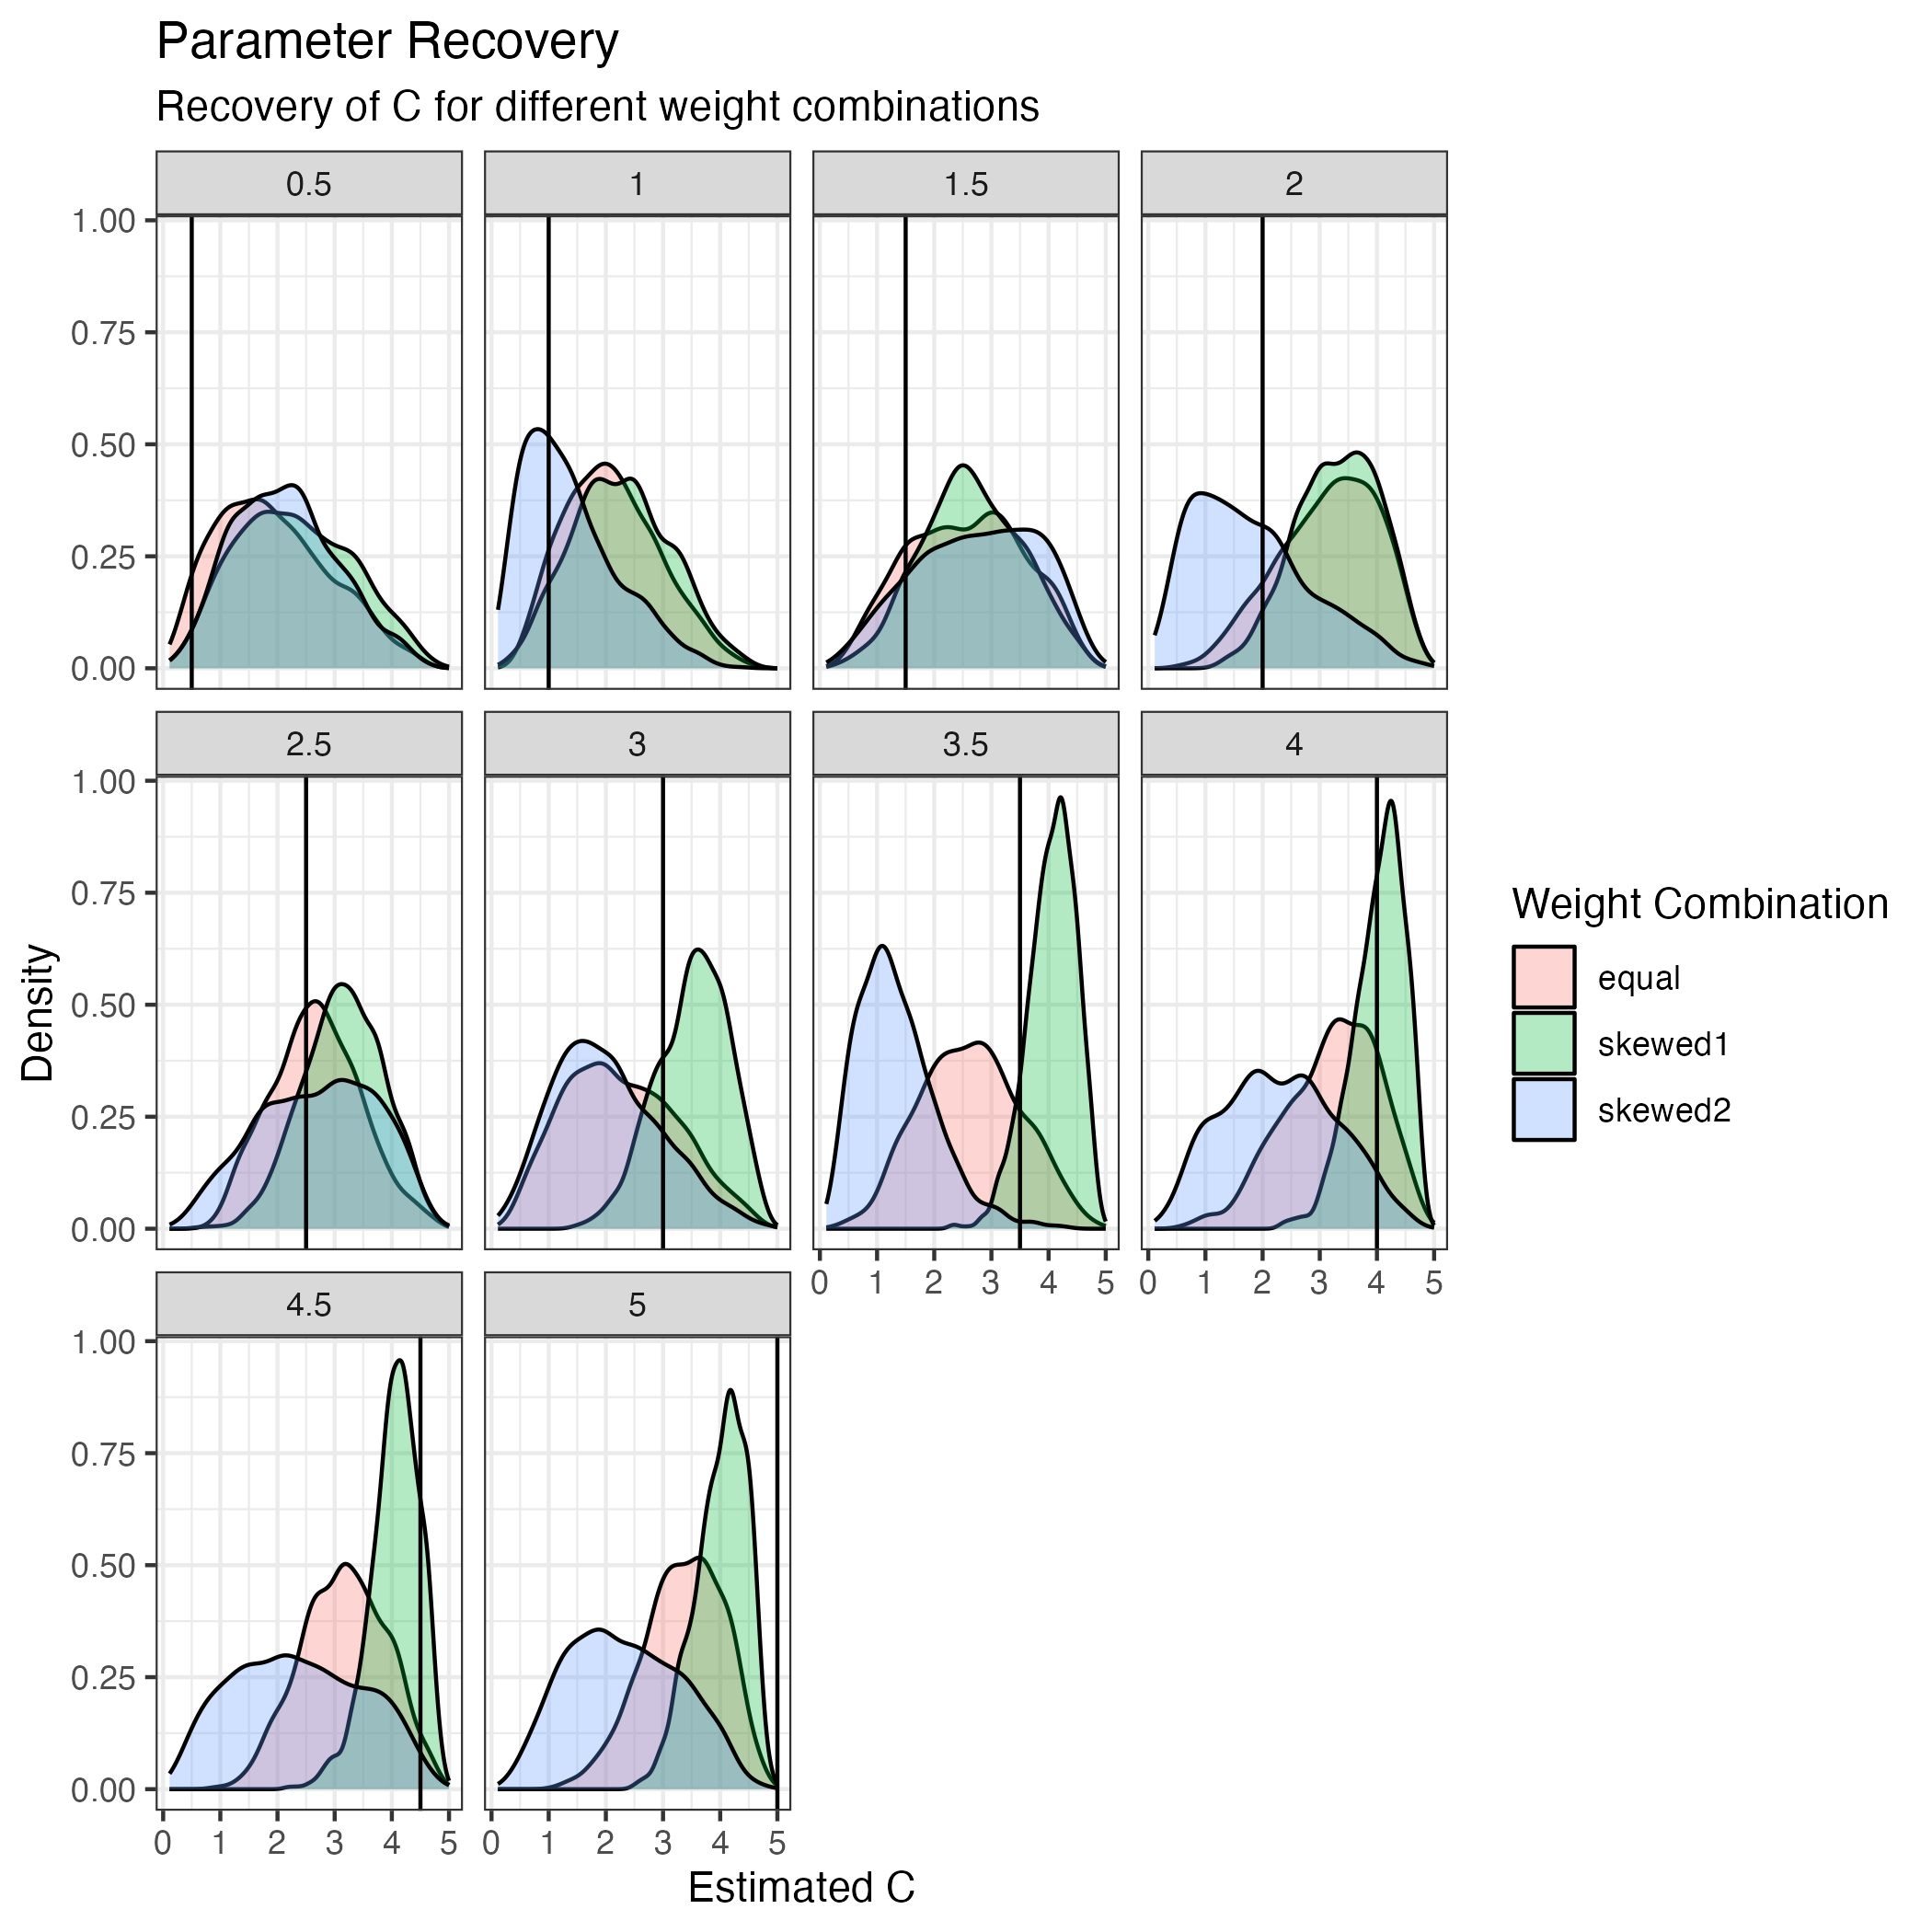 Parameter Recovery
Recovery of C for different weight combinations
0.5 1 1.5 2
1.00
0.75
0.50
0.25
0.00
2.5 3 3.5 4
1.00
0.75
0.50
0.25
0.00
0 1 2 3 4 5 0 1 2 3 4 5
4.5 5
1.00
0.75
0.50
0.25
0.00
0 1 2 3 4 5 0 1 2 3 4 5
Density
Estimated C
Weight Combination
equal
skewed1
skewed2